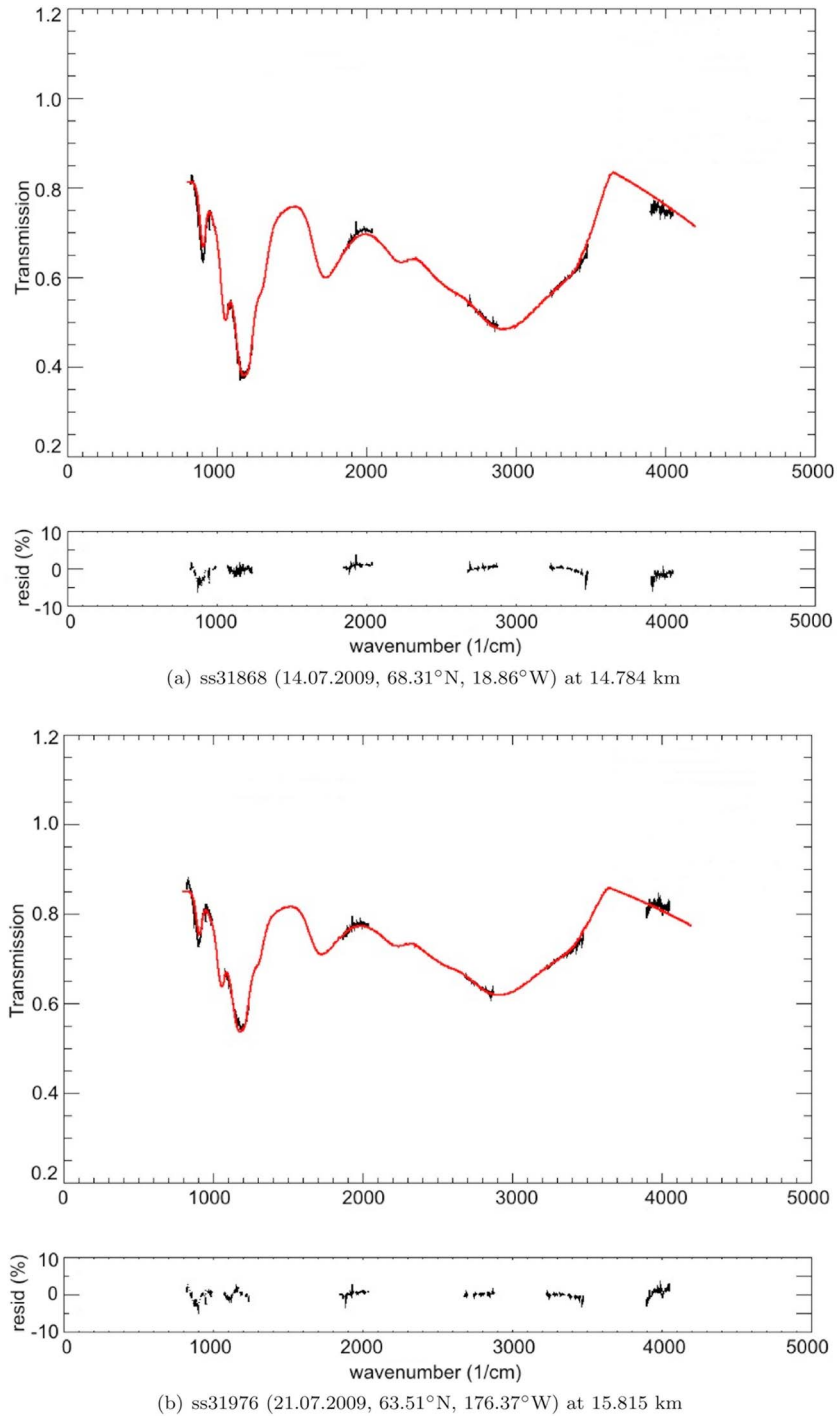 1.2
1.0
0.8
0.6
0.4
0.2
Transmission
0 1000 2000 3000 4000 5000
10
0
-10
resid (%)
0 1000 2000 3000 4000 5000
wavenumber (1/cm)
(a) ss31868 (14.07.2009, 68.31°N, 18.86°W) at 14.784 km
1.2
1.0
0.8
0.6
0.4
0.2
Transmission
0 1000 2000 3000 4000 5000
10
0
-10
resid (%)
0 1000 2000 3000 4000 5000
wavenumber (1/cm)
(b) ss31976 (21.07.2009, 63.51°N, 176.37°W) at 15.815 km